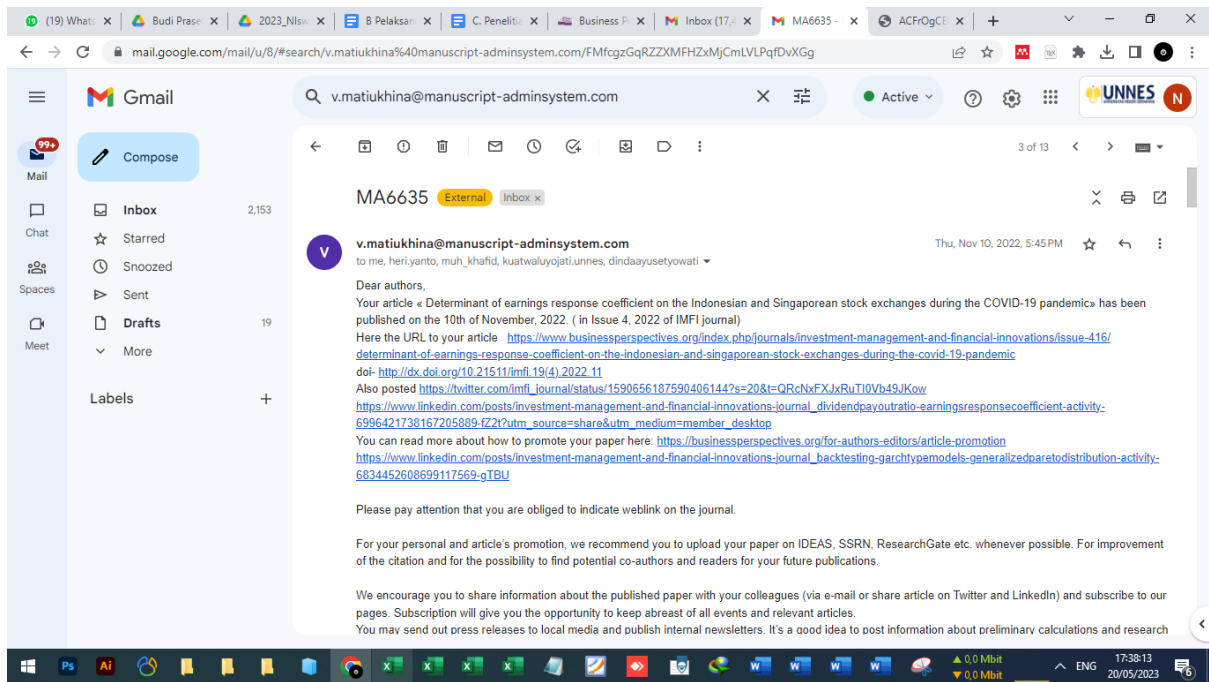 (19) Whats
Budi Praset
2023_NIsw
B Pelaksan
C. Penelitia
Business P
Inbox (17,4
MA6635 -
ACFrOgCE
mail.google.com/mail/u/8/#search/v.matiukhina%40manuscript-adminsystem.com/FMfcgzGqRZZXMFHZxMjCmLVLPqfDvXGg
Gmail
v.matiukhina@manuscript-adminsystem.com
Active
UNNES
N
99+
Mail
Chat
Spaces
Meet
Compose
Inbox 2,153
Starred
Snoozed
Sent
Drafts 19
More
Labels
3 of 13
MA6635 External Inbox ×
V
v.matiukhina@manuscript-adminsystem.com Thu, Nov 10, 2022, 5:45 PM
to me, heri.yanto, muh_khafid, kuatwaluyojati.unnes, dindaayusetyowati
Dear authors,
Your article « Determinant of earnings response coefficient on the Indonesian and Singaporean stock exchanges during the COVID-19 pandemic» has been
published on the 10th of November, 2022. ( in Issue 4, 2022 of IMFI journal)
Here the URL to your article https://www.businessperspectives.org/index.php/journals/investment-management-and-financial-innovations/issue-416/
determinant-of-earnings-response-coefficient-on-the-indonesian-and-singaporean-stock-exchanges-during-the-covid-19-pandemic
doi- http://dx.doi.org/10.21511/imfi.19(4).2022.11
Also posted https://twitter.com/imfi_journal/status/1590656187590406144?s=20&t=QRcNxFXJxRuTI0Vb49JKow
https://www.linkedin.com/posts/investment-management-and-financial-innovations-journal_dividendpayoutratio-earningsresponsecoefficient-activity-
6996421738167205889-fZ2t?utm_source=share&utm_medium=member_desktop
You can read more about how to promote your paper here: https://businessperspectives.org/for-authors-editors/article-promotion
https://www.linkedin.com/posts/investment-management-and-financial-innovations-journal_backtesting-garchtypemodels-generalizedparetodistribution-activity-
6834452608699117569-gTBU
Please pay attention that you are obliged to indicate weblink on the journal.
For your personal and article's promotion, we recommend you to upload your paper on IDEAS, SSRN, ResearchGate etc. whenever possible. For improvement
of the citation and for the possibility to find potential co-authors and readers for your future publications.
We encourage you to share information about the published paper with your colleagues (via e-mail or share article on Twitter and LinkedIn) and subscribe to our
pages. Subscription will give you the opportunity to keep abreast of all events and relevant articles.
You may send out press releases to local media and publish internal newsletters. It's a good idea to post information about preliminary calculations and research
Ps
Ai
0,0 Mbit
0,0 Mbit
ENG
17:38:13
20/05/2023
6